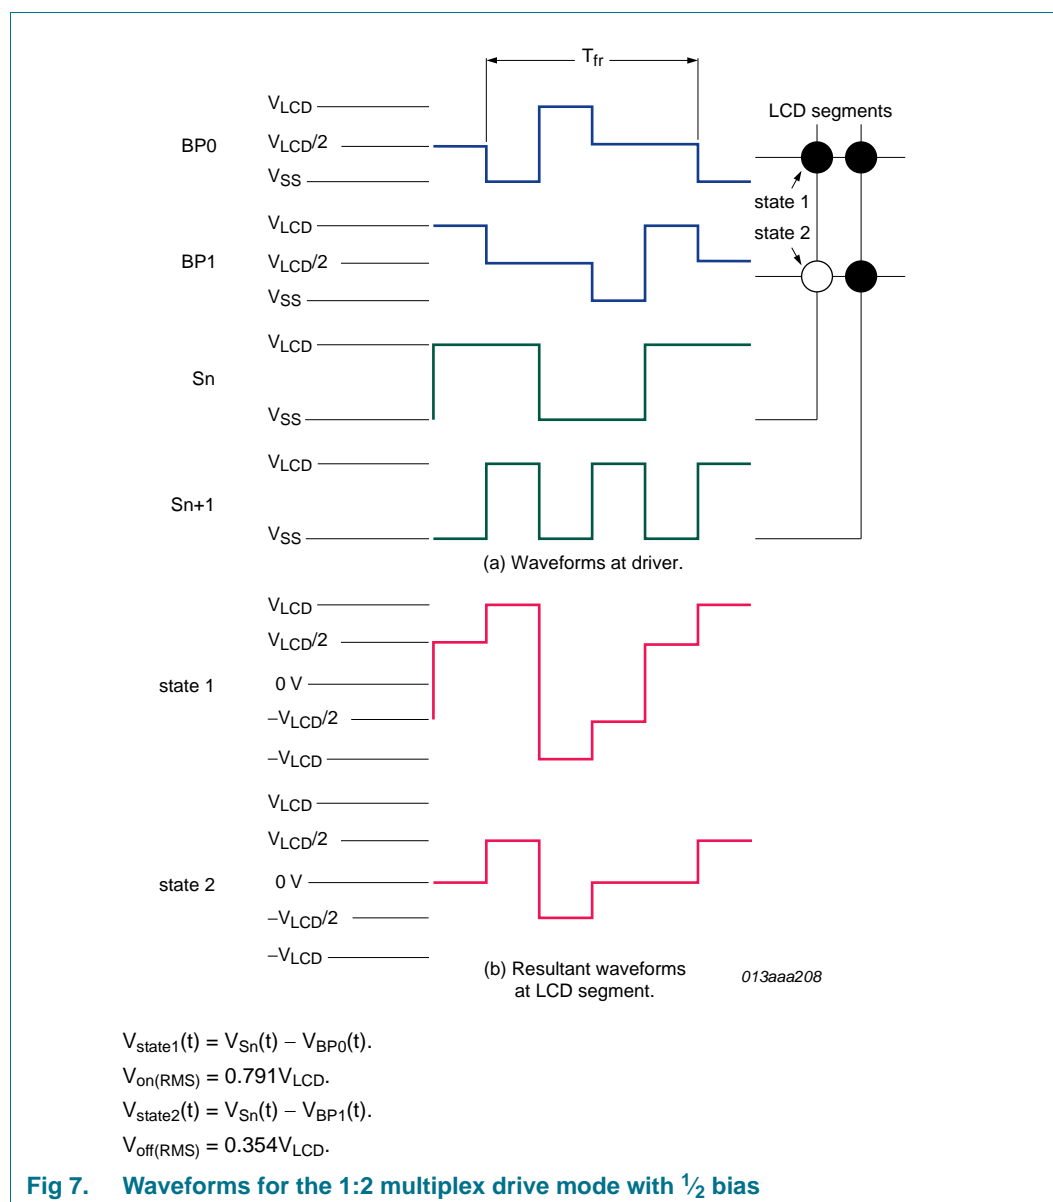 Tfr
VLCD
BP0
VLCD/2
VSS
LCD segments
state 1
state 2
VLCD
BP1
VLCD/2
VSS
VLCD
Sn
VSS
VLCD
Sn+1
VSS
(a) Waveforms at driver.
VLCD
VLCD/2
state 1
0 V
−VLCD/2
−VLCD
VLCD
VLCD/2
state 2
0 V
−VLCD/2
−VLCD
(b) Resultant waveforms
at LCD segment.
013aaa208
Vstate1(t) = VSn(t) − VBP0(t).
Von(RMS) = 0.791VLCD.
Vstate2(t) = VSn(t) − VBP1(t).
Voff(RMS) = 0.354VLCD.
Fig 7. Waveforms for the 1:2 multiplex drive mode with 1⁄2 bias